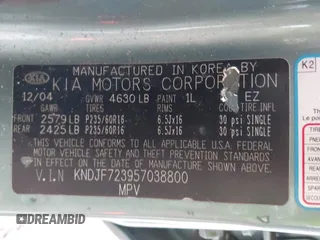 MANUFACTURED IN KOREA BY
KIA KIA MOTORS CORPORATION
12/04 GVWR 4630 LB PAINT 1L EZ
GAWR TIRES RIMS COLD TIRE INFL
FRONT 2579 LB P235/60R16 6.5Jx16 30 psi SINGLE
REAR 2425 LB P235/60R16 6.5Jx16 30 psi SINGLE
THIS VEHICLE CONFORMS TO ALL APPLICABLE U.S.A FEDERAL
MOTOR VEHICLE SAFETY AND THEFT PREVENTION STANDARDS
IN EFFECT ON THE DATE OF MANUFACTURE SHOWN ABOVE.
V.I.N KNDJF723957038800
MPV
K2
DREAMBID